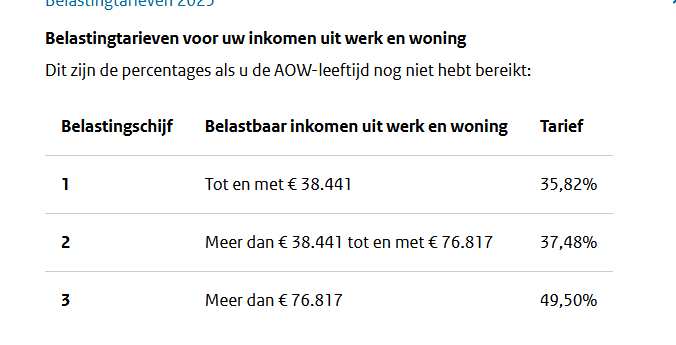 Belastingtarieven 2025
Belastingtarieven voor uw inkomen uit werk en woning
Dit zijn de percentages als u de AOW-leeftijd nog niet hebt bereikt:
Belastingschijf Belastbaar inkomen uit werk en woning Tarief
1 Tot en met € 38.441 35,82%
2 Meer dan € 38.441 tot en met € 76.817 37,48%
3 Meer dan € 76.817 49,50%